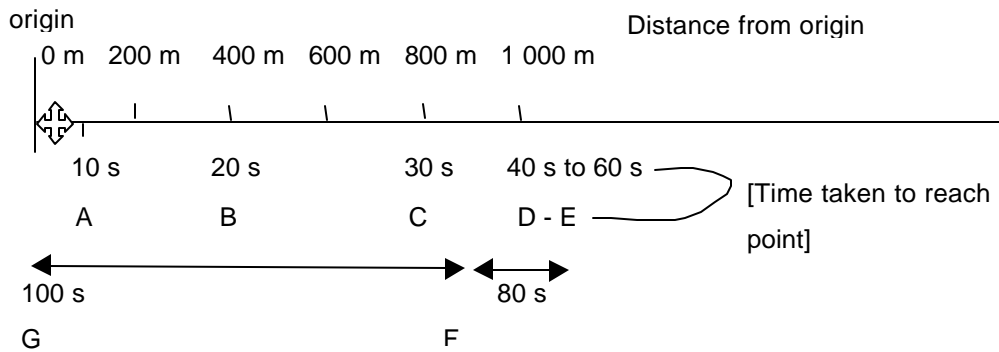 origin
Distance from origin
0 m 200 m 400 m 600 m 800 m 1 000 m
10 s 20 s 30 s 40 s to 60 s
[Time taken to reach
point]
A B C D - E
100 s 80 s
G F